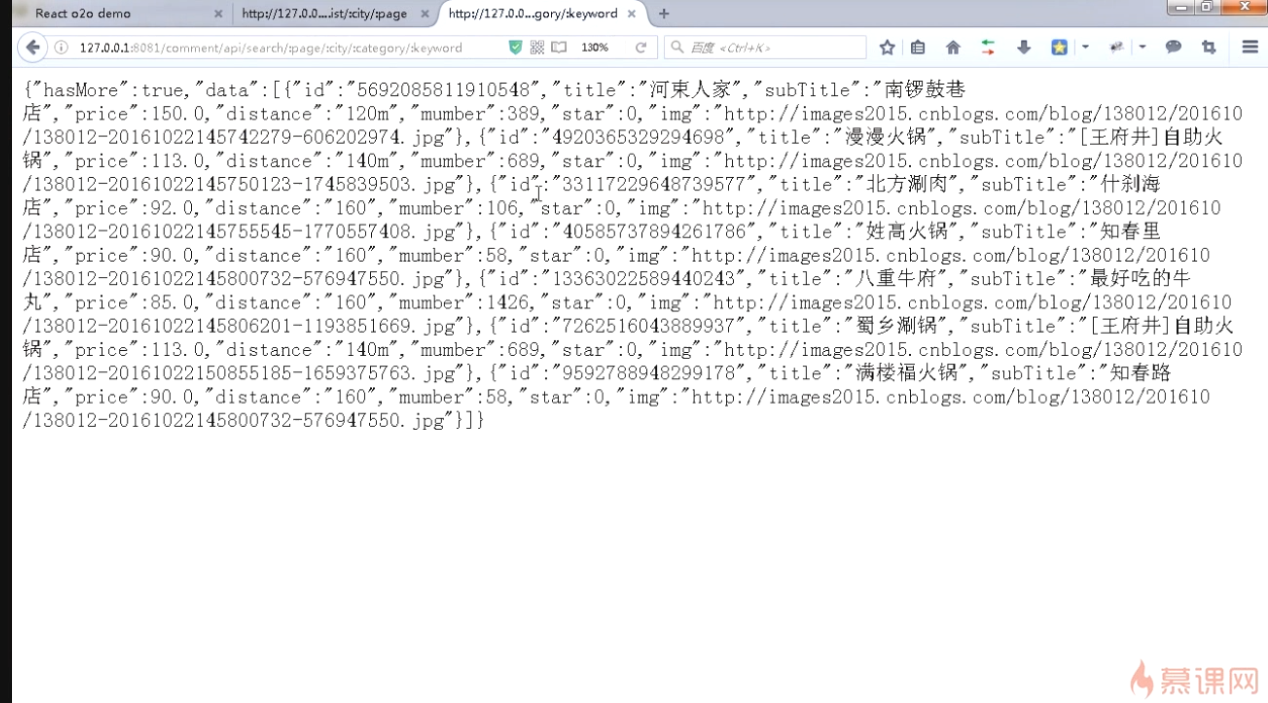 React o2o demo
http://127.0.0....ist/:city/:page
http://127.0.0...gory/:keyword
127.0.0.1:8081/comment/api/search/:page/:city/:category/:keyword
130%
百度 <Ctrl+K>
{"hasMore":true,"data":[{"id":"5692085811910548","title":"河束人家","subTitle":"南锣鼓巷
店","price":150.0,"distance":"120m","mumber":389,"star":0,"img":"http://images2015.cnblogs.com/blog/138012/201610
/138012-20161022145742279-606202974.jpg"},{"id":"4920365329294698","title":"漫漫火锅","subTitle":"[王府井]自助火
锅","price":113.0,"distance":"140m","mumber":689,"star":0,"img":"http://images2015.cnblogs.com/blog/138012/201610
/138012-20161022145750123-1745839503.jpg"},{"id":"33117229648739577","title":"北方涮肉","subTitle":"什刹海
店","price":92.0,"distance":"160","mumber":106,"star":0,"img":"http://images2015.cnblogs.com/blog/138012/201610
/138012-20161022145755545-1770557408.jpg"},{"id":"40585737894261786","title":"姓高火锅","subTitle":"知春里
店","price":90.0,"distance":"160","mumber":58,"star":0,"img":"http://images2015.cnblogs.com/blog/138012/201610
/138012-20161022145800732-576947550.jpg"},{"id":"13363022589440243","title":"八重牛府","subTitle":"最好吃的牛
丸","price":85.0,"distance":"160","mumber":1426,"star":0,"img":"http://images2015.cnblogs.com/blog/138012/201610
/138012-20161022145806201-1193851669.jpg"},{"id":"7262516043889937","title":"蜀乡涮锅","subTitle":"[王府井]自助火
锅","price":113.0,"distance":"140m","mumber":689,"star":0,"img":"http://images2015.cnblogs.com/blog/138012/201610
/138012-20161022150855185-1659375763.jpg"},{"id":"9592788948299178","title":"满楼福火锅","subTitle":"知春路
店","price":90.0,"distance":"160","mumber":58,"star":0,"img":"http://images2015.cnblogs.com/blog/138012/201610
/138012-20161022145800732-576947550.jpg"}]}
慕课网